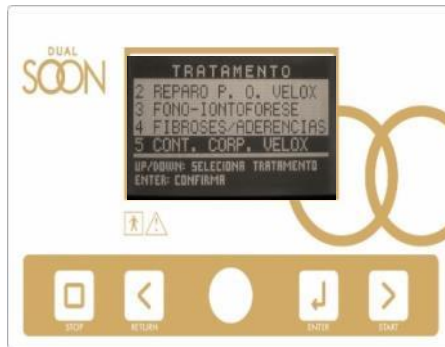 DUAL
SOON
TRATAMENTO
2 REPARO P. O. VELOX
3 FONO-IONTOFORESE
4 FIBROSES/ADERENCIAS
5 CONT. CORP. VELOX
UP/DOWN: SELECIONA TRATAMENTO
ENTER: CONFIRMA
STOP RETURN ENTER START